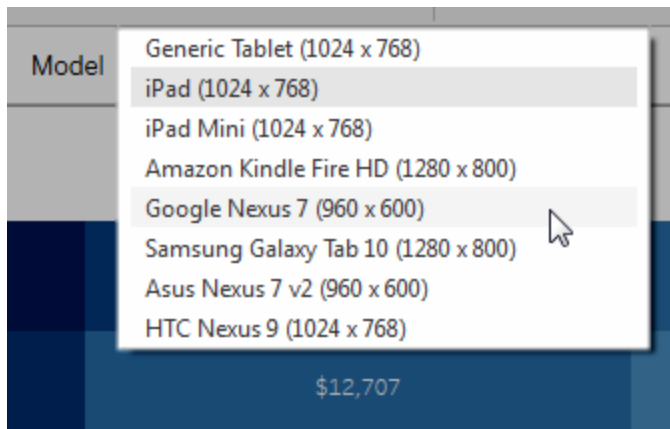 Model
Generic Tablet (1024 x 768)
iPad (1024 x 768)
iPad Mini (1024 x 768)
Amazon Kindle Fire HD (1280 x 800)
Google Nexus 7 (960 x 600)
Samsung Galaxy Tab 10 (1280 x 800)
Asus Nexus 7 v2 (960 x 600)
HTC Nexus 9 (1024 x 768)
$12,707